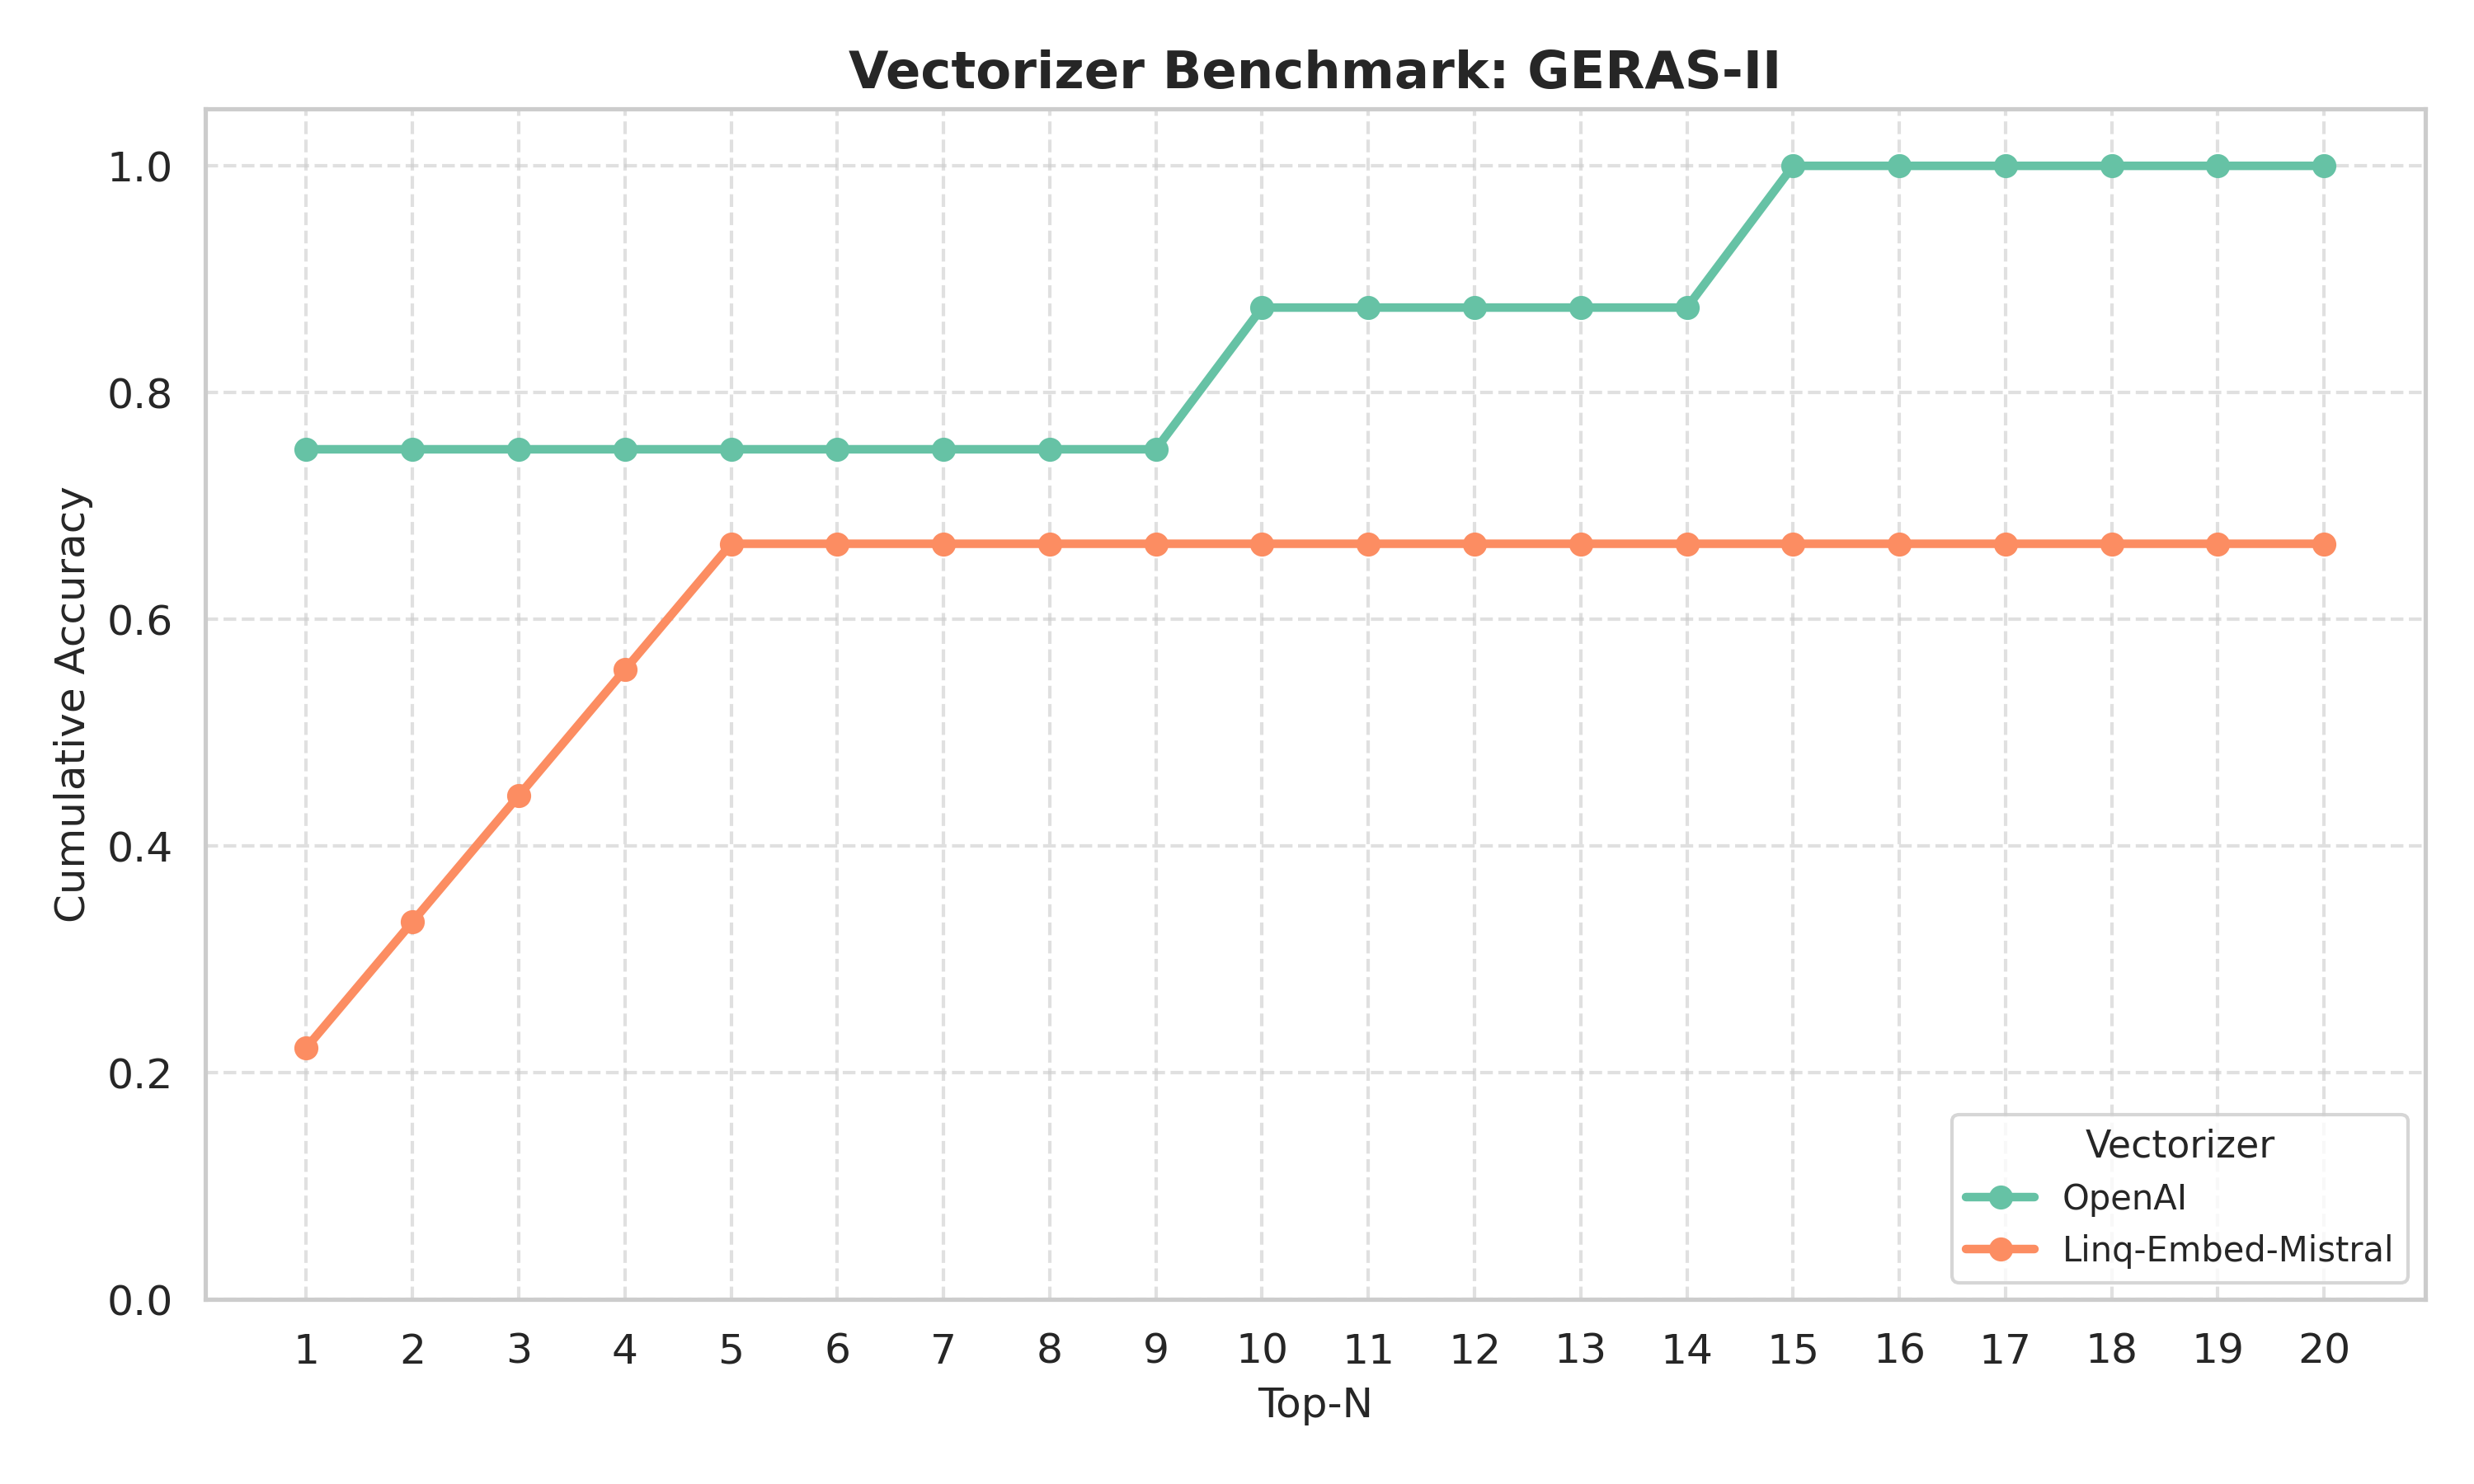 Vectorizer Benchmark: GERAS-II
Cumulative Accuracy
1.0
0.8
0.6
0.4
0.2
0.0
1 2 3 4 5 6 7 8 9 10 11 12 13 14 15 16 17 18 19 20
Top-N
Vectorizer
OpenAI
Linq-Embed-Mistral